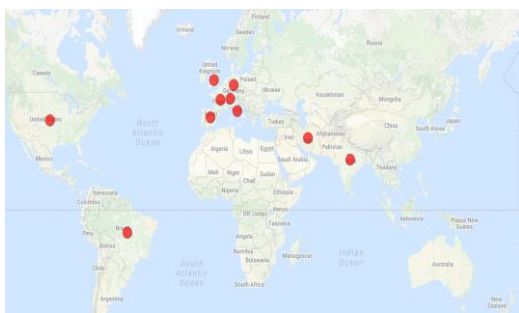 Finland
Iceland
Sweden
Russia
Norway
Canada
United
Kingdom
Poland
Germany
Ukraine
Kazakhstan
Mongolia
North
Atlantic
Ocean
Turkey
China
Japan
South Korea
Iraq
Afghanistan
Pakistan
Mexico
Algeria
Libya
Egypt
Saudi Arabia
India
Thailand
Mali
Niger
Chad
Sudan
Nigeria
Ethiopia
Venezuela
Colombia
DR Congo
Kenya
Tanzania
Indonesia
Papua New
Guinea
Peru
Bolivia
Angola
Namibia
Botswana
Madagascar
South
Atlantic
Ocean
Indian
Ocean
Australia
Chile
South Africa
Argentina
New
Zealand